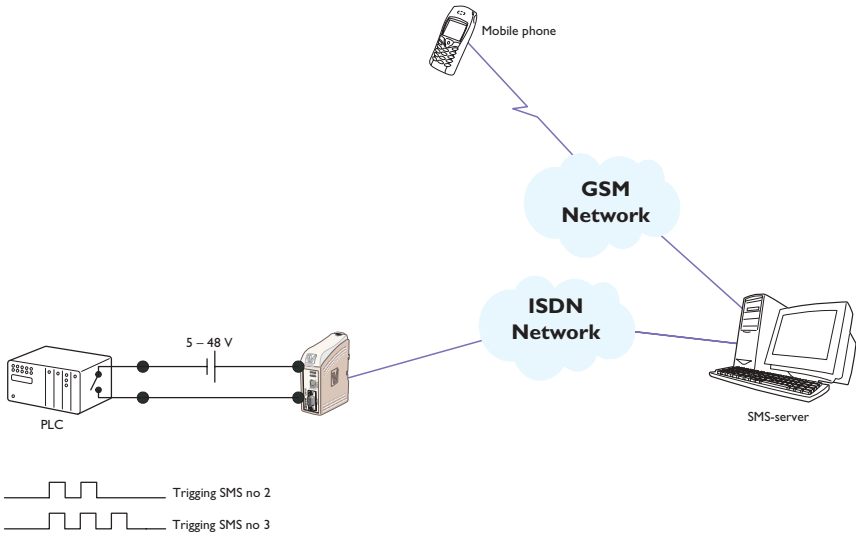 Mobile phone
GSM
Network
ISDN
Network
5 – 48 V
PLC
SMS-server
Trigging SMS no 2
Trigging SMS no 3